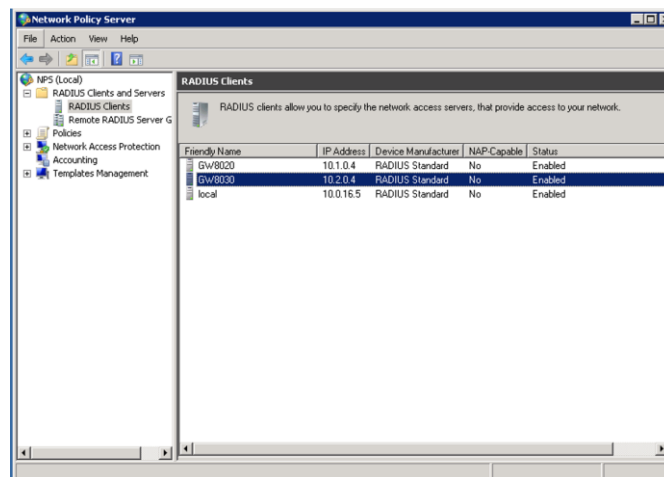 Network Policy Server
File Action View Help
NPS (Local)
RADIUS Clients and Servers
RADIUS Clients
Remote RADIUS Server G
Policies
Network Access Protection
Accounting
Templates Management
RADIUS Clients
RADIUS clients allow you to specify the network access servers, that provide access to your network.
Friendly Name IP Address Device Manufacturer NAP-Capable Status
GW8020 10.1.0.4 RADIUS Standard No Enabled
GW8030 10.2.0.4 RADIUS Standard No Enabled
local 10.0.16.5 RADIUS Standard No Enabled